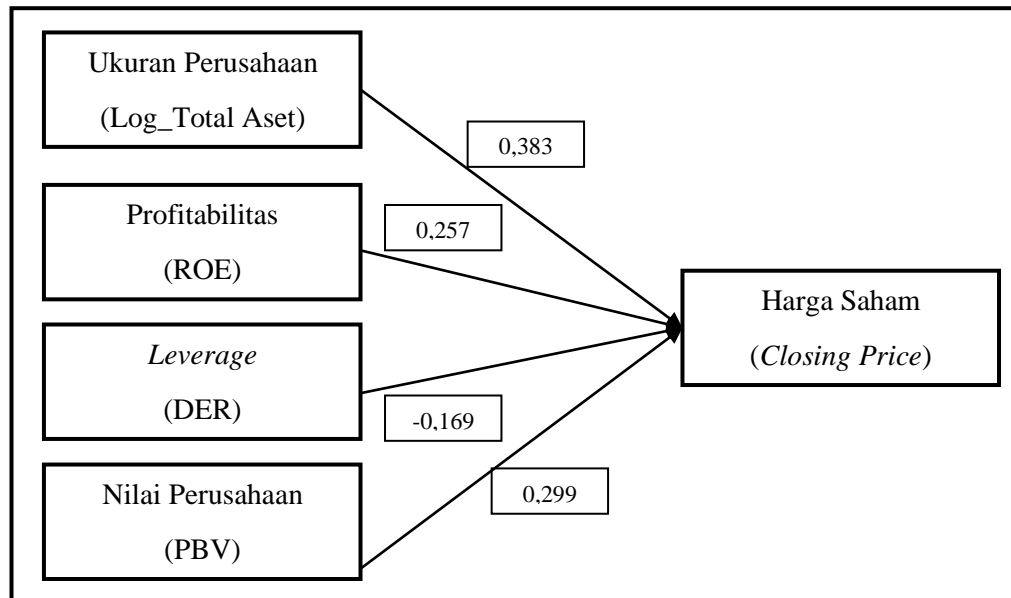 Ukuran Perusahaan
(Log_Total Aset)
0,383
Profitabilitas
(ROE)
0,257
Harga Saham
(Closing Price)
Leverage
(DER)
-0,169
Nilai Perusahaan
(PBV)
0,299